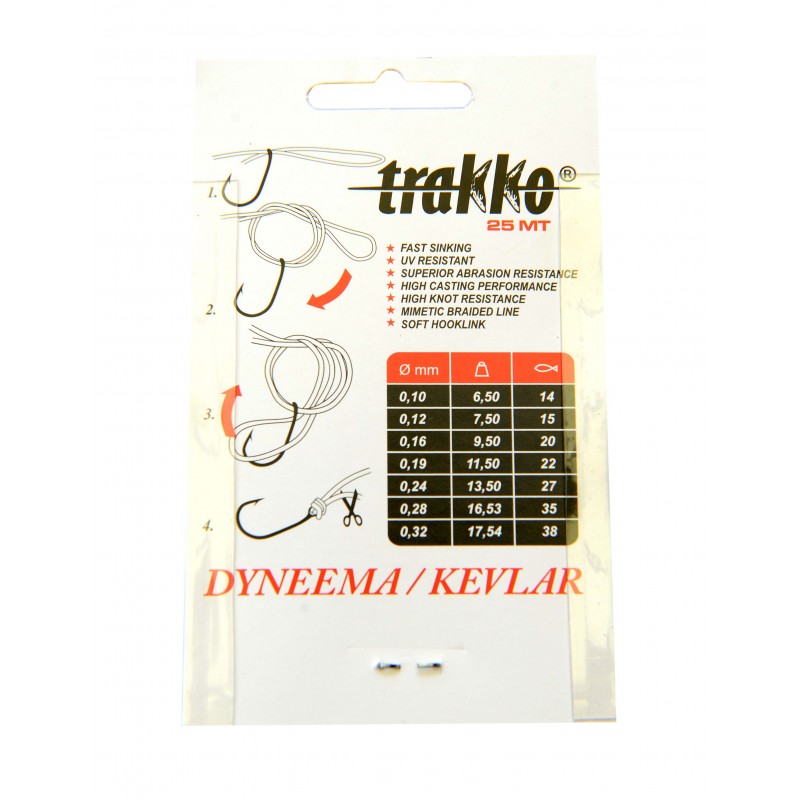 trakko®
25 MT
★ FAST SINKING
★ UV RESISTANT
★ SUPERIOR ABRASION RESISTANCE
★ HIGH CASTING PERFORMANCE
★ HIGH KNOT RESISTANCE
★ MIMETIC BRAIDED LINE
★ SOFT HOOKLINK
1.
2.
3.
4.
Ø mm
0,10 6,50 14
0,12 7,50 15
0,16 9,50 20
0,19 11,50 22
0,24 13,50 27
0,28 16,53 35
0,32 17,54 38
DYNEEMA / KEVLAR